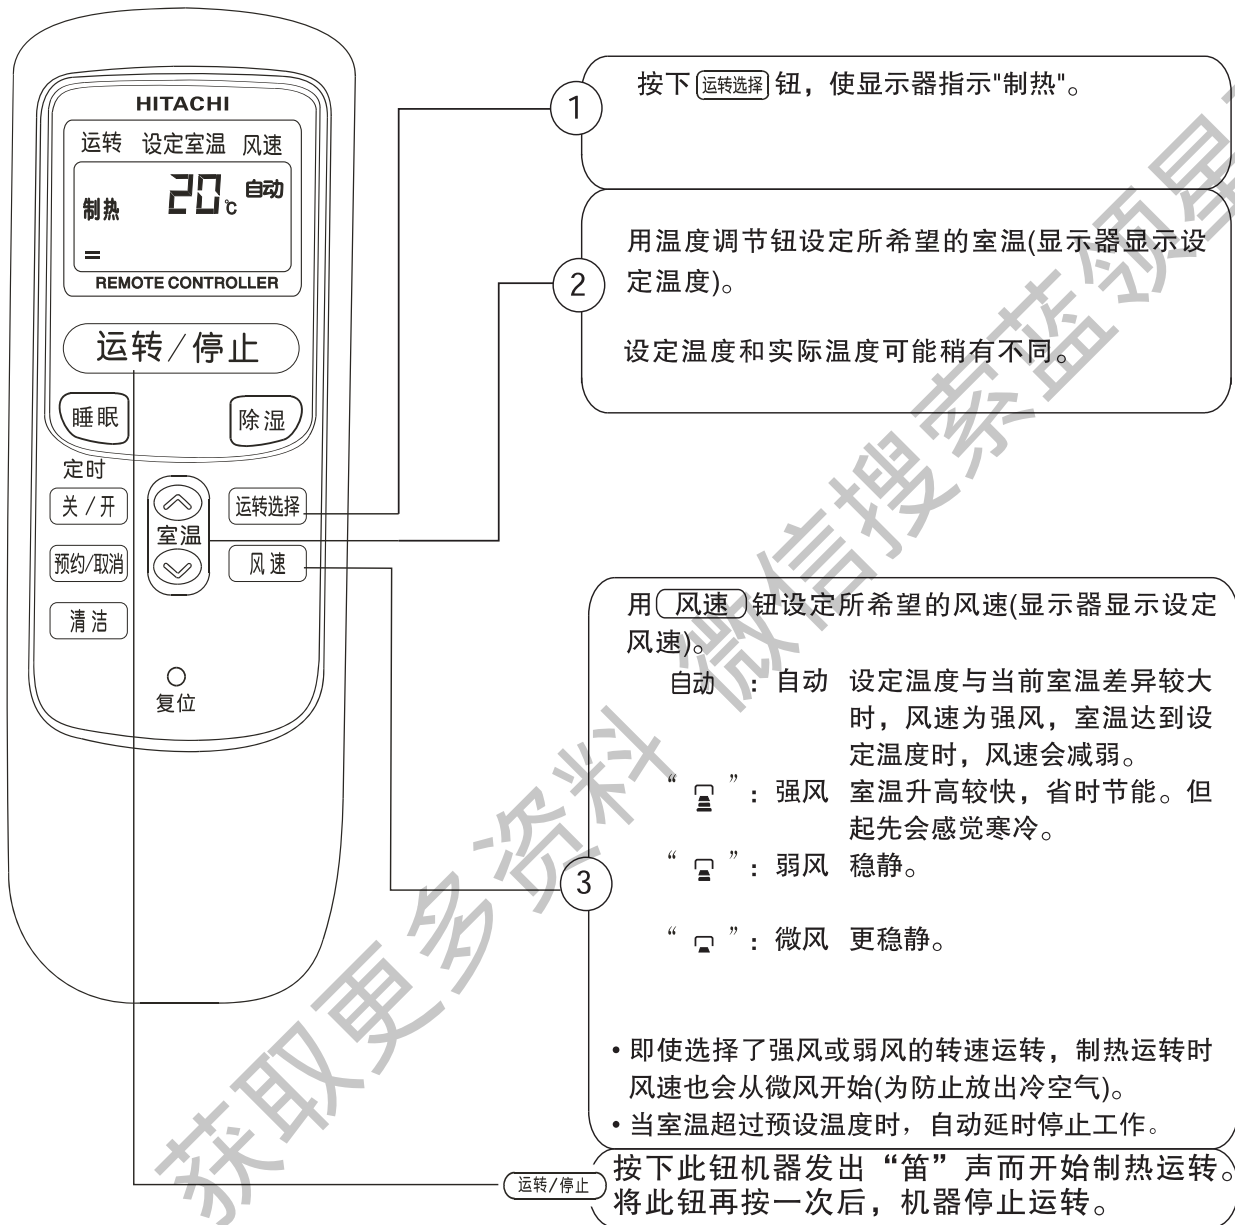 HITACHI
运转 设定室温 风速
制热 20℃ 自动
REMOTE CONTROLLER
运转/停止
睡眠 除湿
定时
关/开 运转选择
室温
预约/取消 风速
清洁
复位
1 按下 运转选择 钮，使显示器指示"制热"。
2 用温度调节钮设定所希望的室温(显示器显示设
定温度)。
设定温度和实际温度可能稍有不同。
3 用 风速 钮设定所希望的风速(显示器显示设定
风速)。
自动 ：自动 设定温度与当前室温差异较大
时，风速为强风，室温达到设
定温度时，风速会减弱。
“ ”：强风 室温升高较快，省时节能。但
起先会感觉寒冷。
“ ”：弱风 稳静。
“ ”：微风 更稳静。
•即使选择了强风或弱风的转速运转，制热运转时
风速也会从微风开始(为防止放出冷空气)。
•当室温超过预设温度时，自动延时停止工作。
运转/停止 按下此钮机器发出“笛”声而开始制热运转。
将此钮再按一次后，机器停止运转。
获取更多资料 微信搜索蓝领星